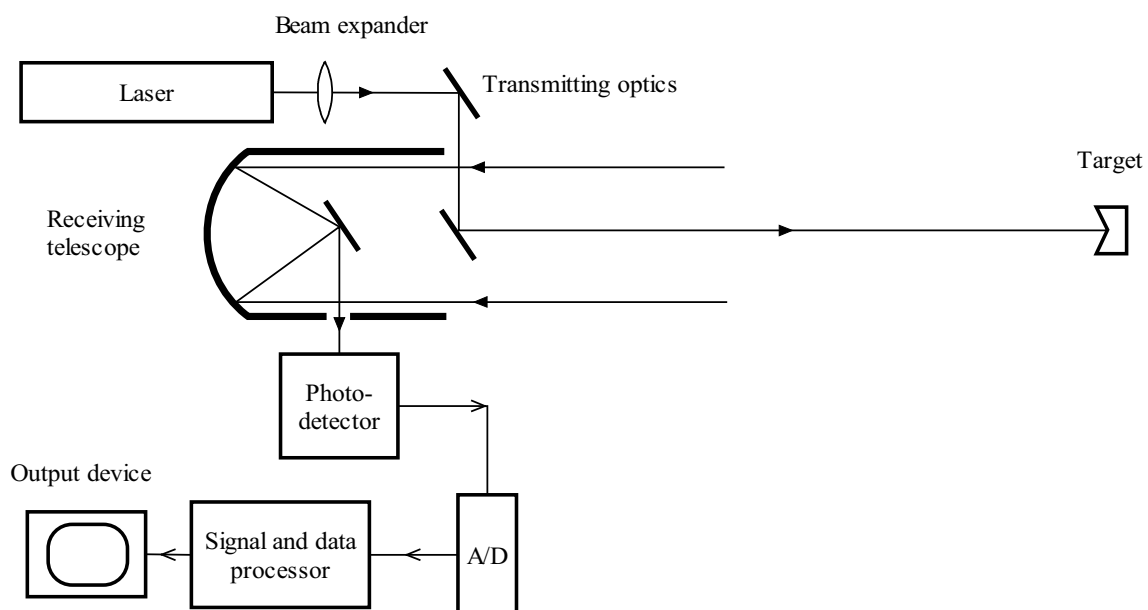 Beam expander
Laser
Transmitting optics
Target
Receiving
telescope
Photo-
detector
Output device
Signal and data
processor
A/D